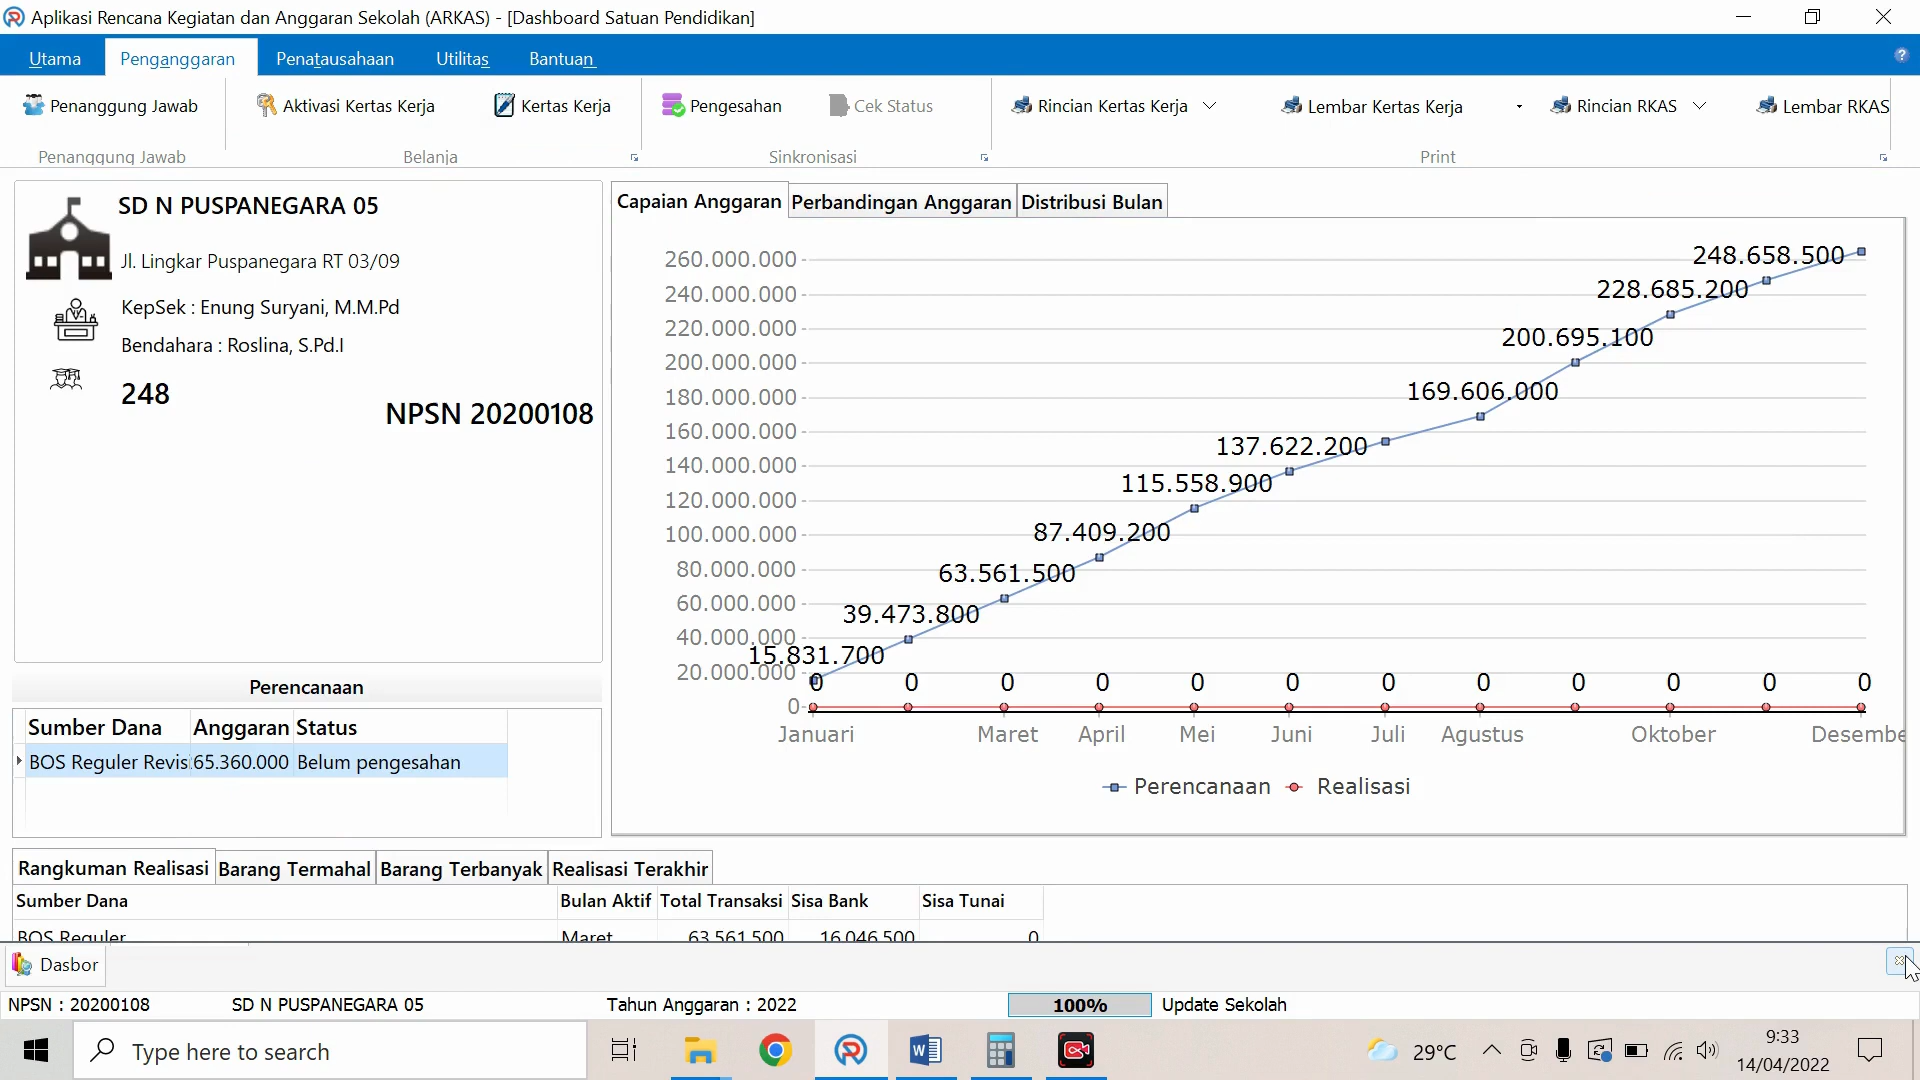 Aplikasi Rencana Kegiatan dan Anggaran Sekolah (ARKAS) - [Dashboard Satuan Pendidikan]
Utama Penganggaran Penatausahaan Utilitas Bantuan
Penanggung Jawab Aktivasi Kertas Kerja Kertas Kerja Pengesahan Cek Status Rincian Kertas Kerja Lembar Kertas Kerja Rincian RKAS Lembar RKAS
Penanggung Jawab Belanja Sinkronisasi Print
SD N PUSPANEGARA 05
Jl. Lingkar Puspanegara RT 03/09
KepSek : Enung Suryani, M.M.Pd
Bendahara : Roslina, S.Pd.I
248
NPSN 20200108
Capaian Anggaran Perbandingan Anggaran Distribusi Bulan
260.000.000
240.000.000
220.000.000
200.000.000
180.000.000
160.000.000
140.000.000
120.000.000
100.000.000
80.000.000
60.000.000
40.000.000
20.000.000
0
248.658.500
228.685.200
200.695.100
169.606.000
137.622.200
115.558.900
87.409.200
63.561.500
39.473.800
15.831.700
0 0 0 0 0 0 0 0 0 0 0 0
Januari Maret April Mei Juni Juli Agustus Oktober Desembe
Perencanaan Realisasi
Perencanaan
Sumber Dana Anggaran Status
BOS Reguler Revis 65.360.000 Belum pengesahan
Rangkuman Realisasi Barang Termahal Barang Terbanyak Realisasi Terakhir
Sumber Dana Bulan Aktif Total Transaksi Sisa Bank Sisa Tunai
BOS Reguler Maret 63.561.500 16.046.500 0
Dasbor
NPSN : 20200108 SD N PUSPANEGARA 05 Tahun Anggaran : 2022 100% Update Sekolah
Type here to search
29°C
9:33
14/04/2022